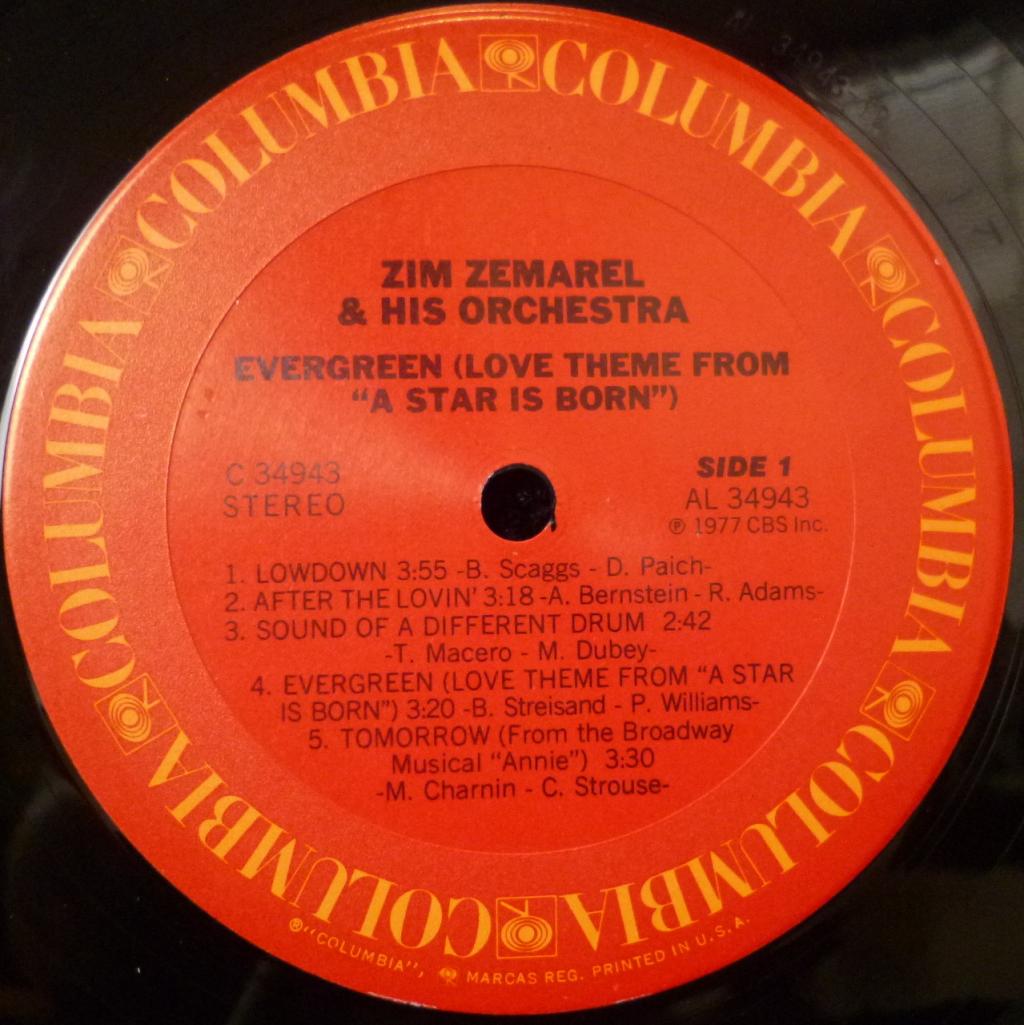 COLUMBIA COLUMBIA COLUMBIA COLUMBIA COLUMBIA COLUMBIA COLUMBIA COLUMBIA
ZIM ZEMAREL
& HIS ORCHESTRA
EVERGREEN (LOVE THEME FROM
“A STAR IS BORN”)
C 34943
STEREO
SIDE 1
AL 34943
℗ 1977 CBS Inc.
1. LOWDOWN 3:55 -B. Scaggs - D. Paich-
2. AFTER THE LOVIN' 3:18 -A. Bernstein - R. Adams-
3. SOUND OF A DIFFERENT DRUM 2:42
-T. Macero - M. Dubey-
4. EVERGREEN (LOVE THEME FROM “A STAR
IS BORN”) 3:20 -B. Streisand - P. Williams-
5. TOMORROW (From the Broadway
Musical “Annie”) 3:30
-M. Charnin - C. Strouse-
®“COLUMBIA”, MARCAS REG. PRINTED IN U.S.A.